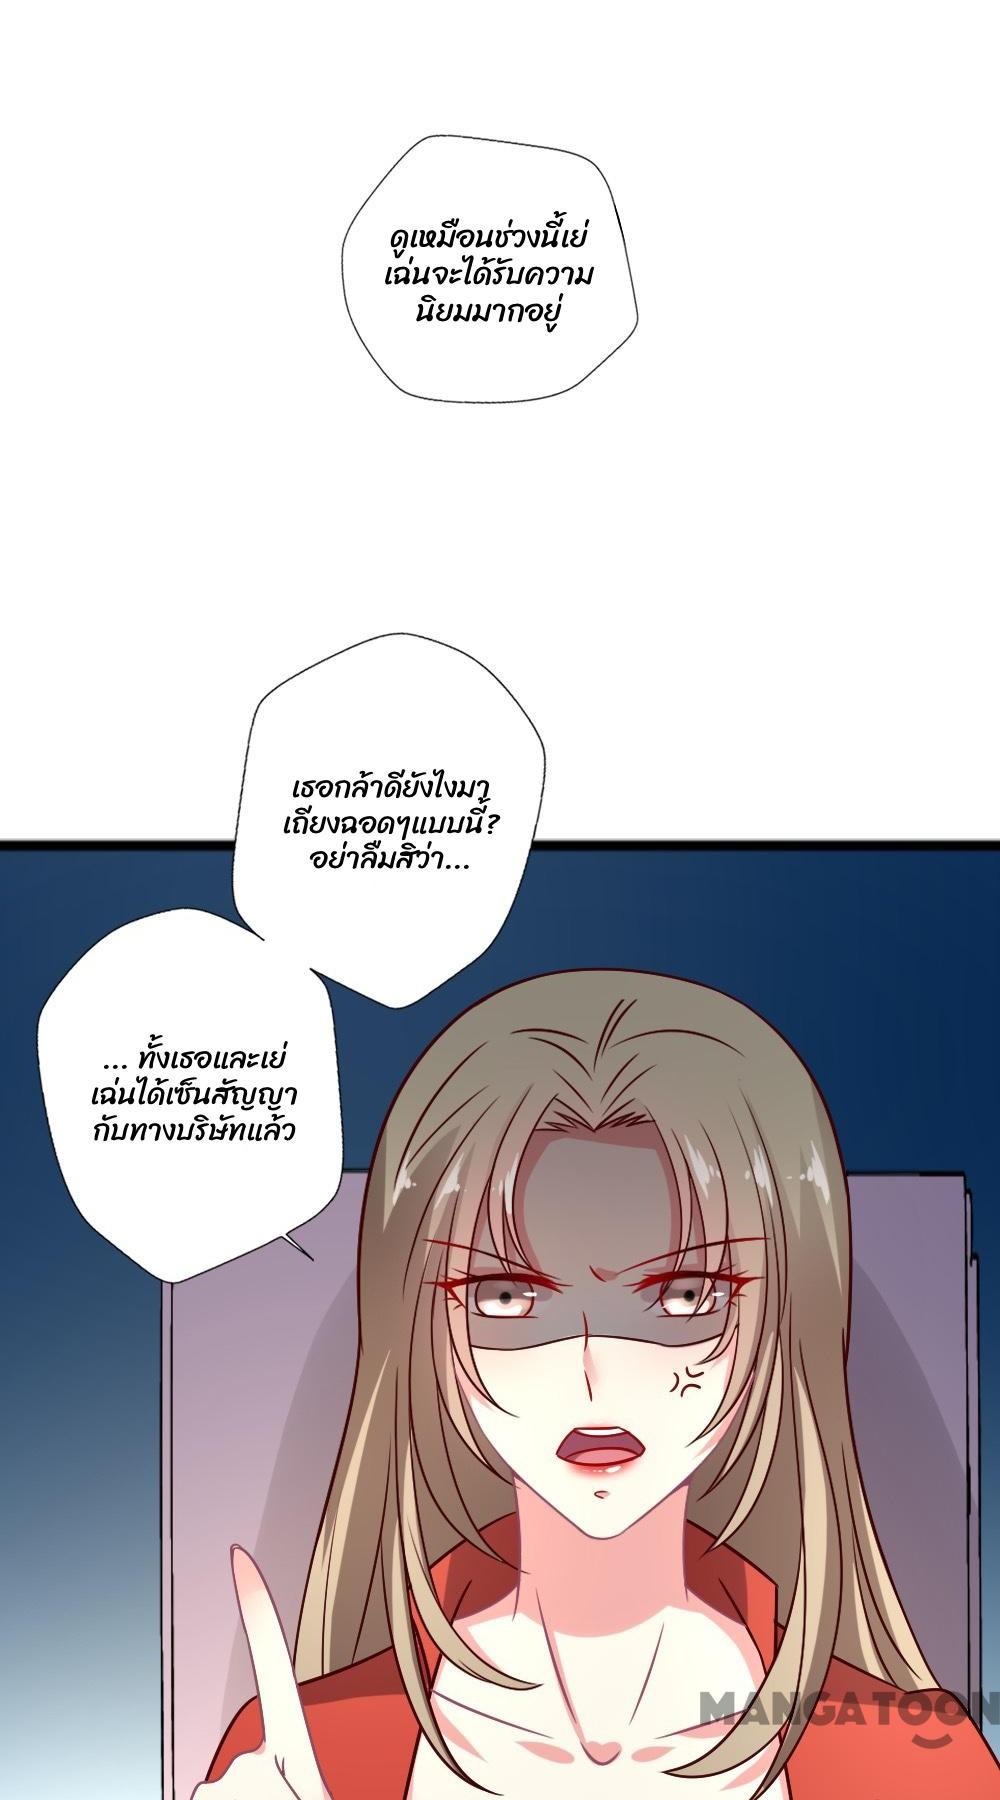 ดูเหมือนช่วงนี้เย่
เฉ่นจะได้รับความ
นิยมมากอยู่
เธอกล้าดียังไงมา
เถียงฉอดๆแบบนี้?
อย่าลืมสิว่า...
... ทั้งเธอและเย่
เฉ่นได้เซ็นสัญญา
กับทางบริษัทแล้ว
MANGATOON